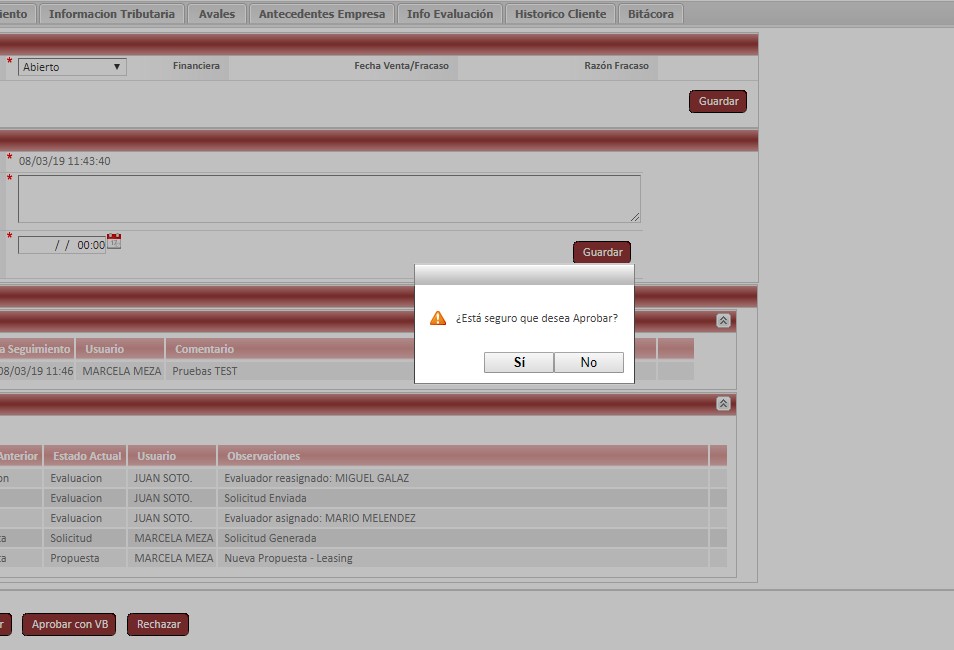 iento Informacion Tributaria Avales Antecedentes Empresa Info Evaluación Historico Cliente Bitácora
* Abierto Financiera Fecha Venta/Fracaso Razón Fracaso
Guardar
* 08/03/19 11:43:40
*
* / / 00:00
Guardar
¿Está seguro que desea Aprobar?
Sí No
a Seguimiento Usuario Comentario
08/03/19 11:46 MARCELA MEZA Pruebas TEST
Anterior Estado Actual Usuario Observaciones
on Evaluacion JUAN SOTO. Evaluador reasignado: MIGUEL GALAZ
Evaluacion JUAN SOTO. Solicitud Enviada
Evaluacion JUAN SOTO. Evaluador asignado: MARIO MELENDEZ
ta Solicitud MARCELA MEZA Solicitud Generada
ta Propuesta MARCELA MEZA Nueva Propuesta - Leasing
r Aprobar con VB Rechazar